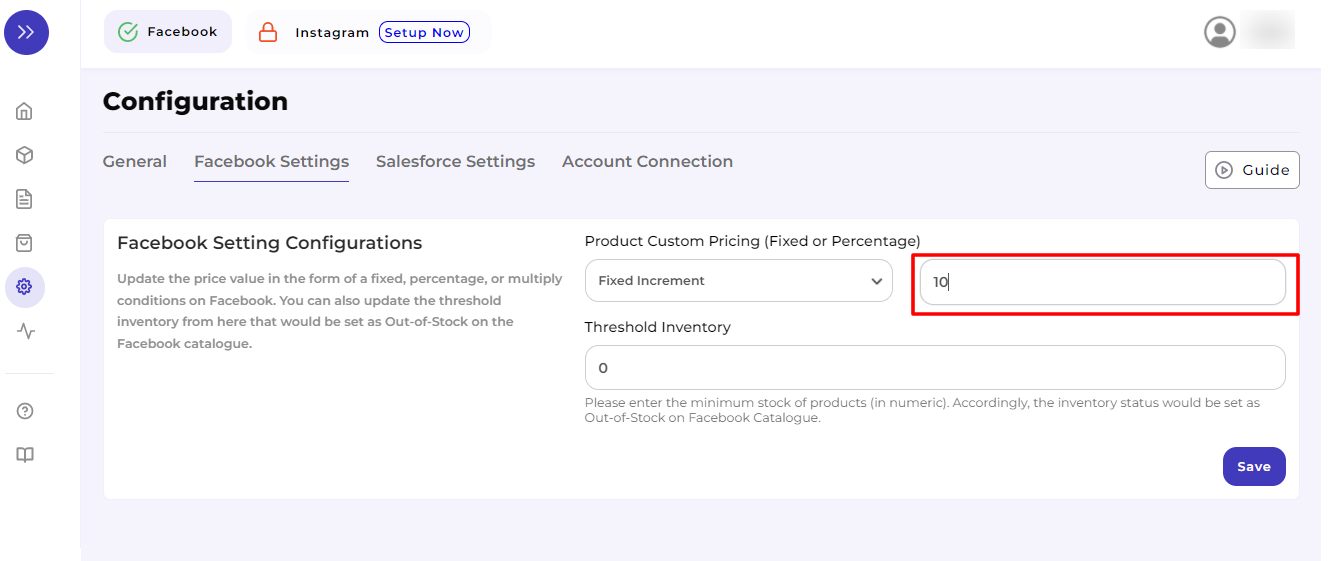 Facebook
Instagram Setup Now
Configuration
General Facebook Settings Salesforce Settings Account Connection
Guide
Facebook Setting Configurations
Update the price value in the form of a fixed, percentage, or multiply
conditions on Facebook. You can also update the threshold
inventory from here that would be set as Out-of-Stock on the
Facebook catalogue.
Product Custom Pricing (Fixed or Percentage)
Fixed Increment
10
Threshold Inventory
0
Please enter the minimum stock of products (in numeric). Accordingly, the inventory status would be set as
Out-of-Stock on Facebook Catalogue.
Save